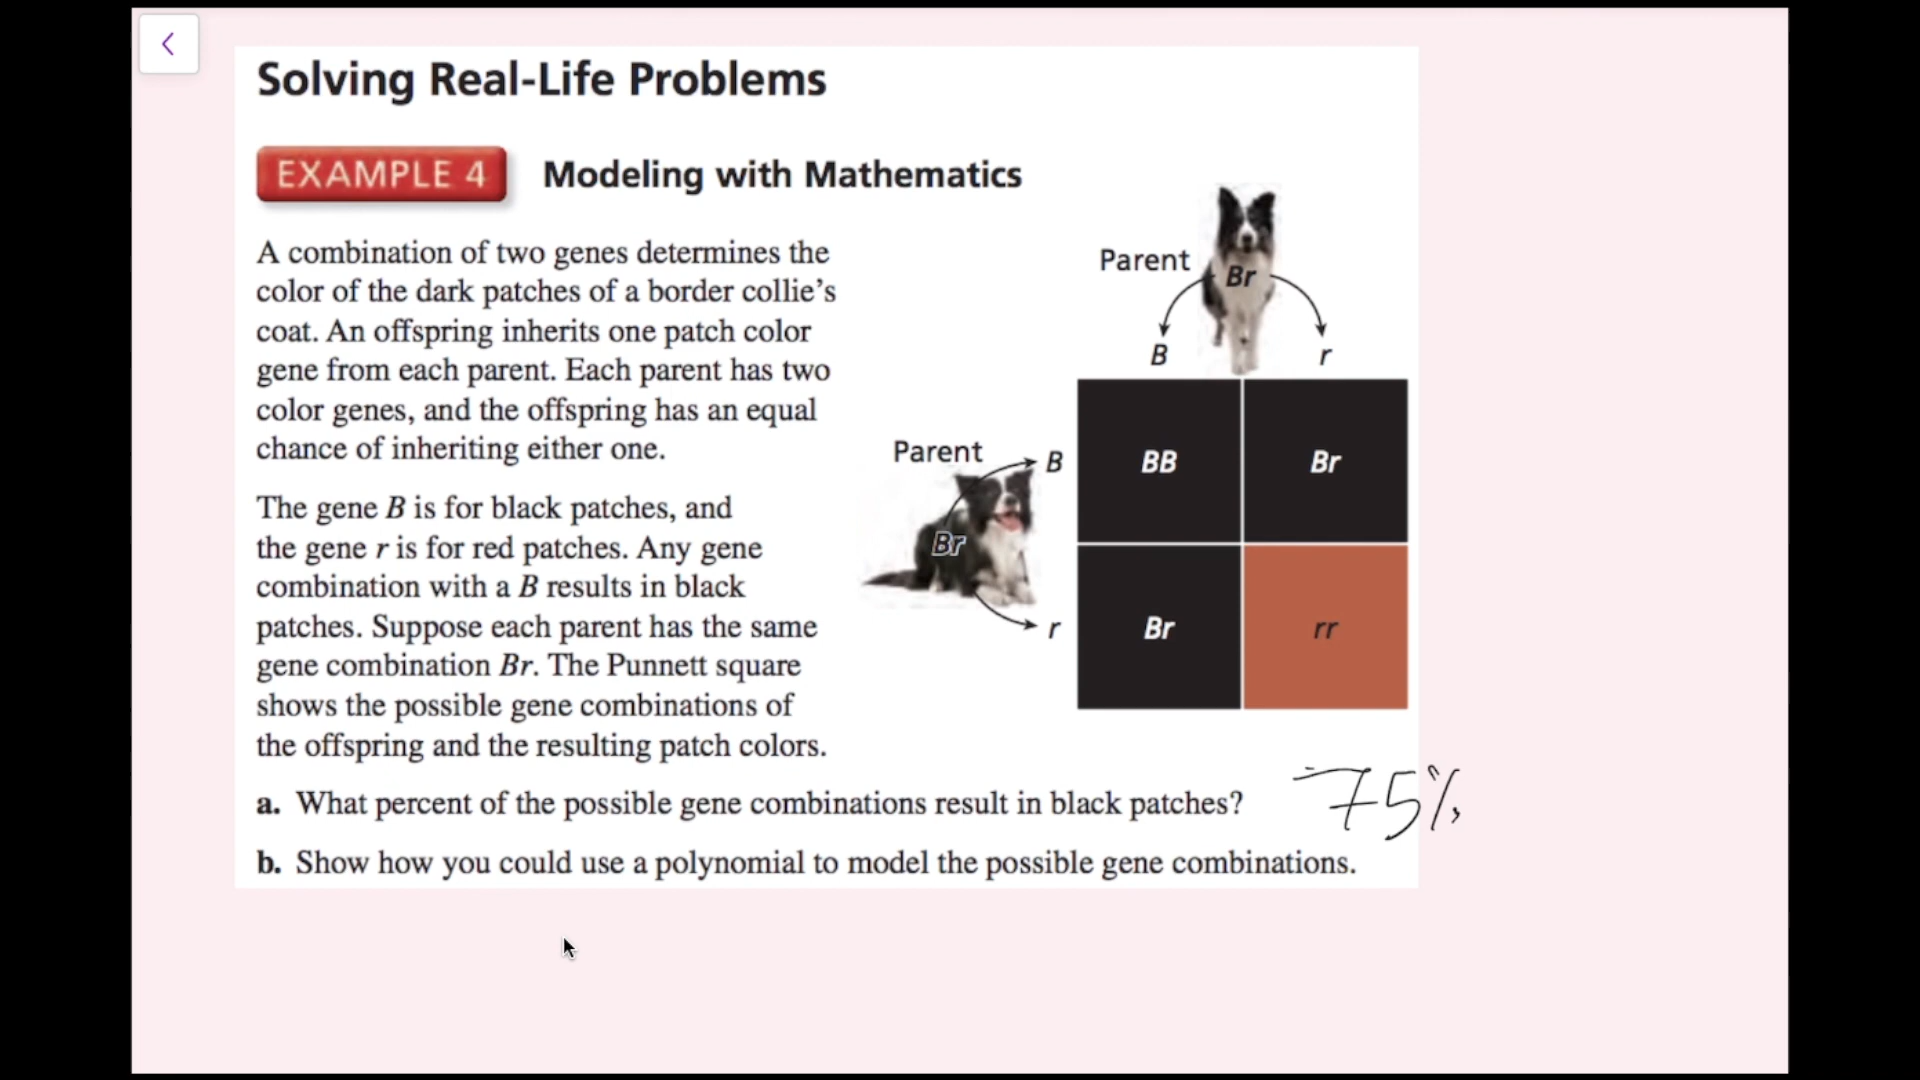 Solving Real-Life Problems
EXAMPLE 4 Modeling with Mathematics
A combination of two genes determines the
color of the dark patches of a border collie's
coat. An offspring inherits one patch color
gene from each parent. Each parent has two
color genes, and the offspring has an equal
chance of inheriting either one.
The gene B is for black patches, and
the gene r is for red patches. Any gene
combination with a B results in black
patches. Suppose each parent has the same
gene combination Br. The Punnett square
shows the possible gene combinations of
the offspring and the resulting patch colors.
Parent
Br
B r
Parent
B
Br
r
BB Br
Br rr
a. What percent of the possible gene combinations result in black patches? 75%
b. Show how you could use a polynomial to model the possible gene combinations.